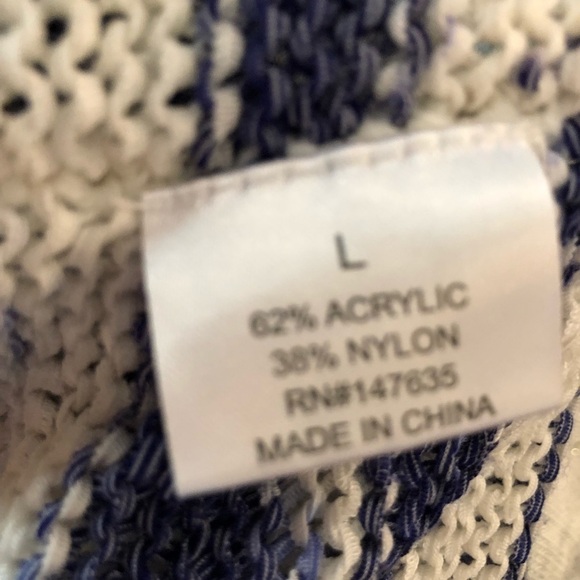 L
62% ACRYLIC
38% NYLON
RN#147635
MADE IN CHINA